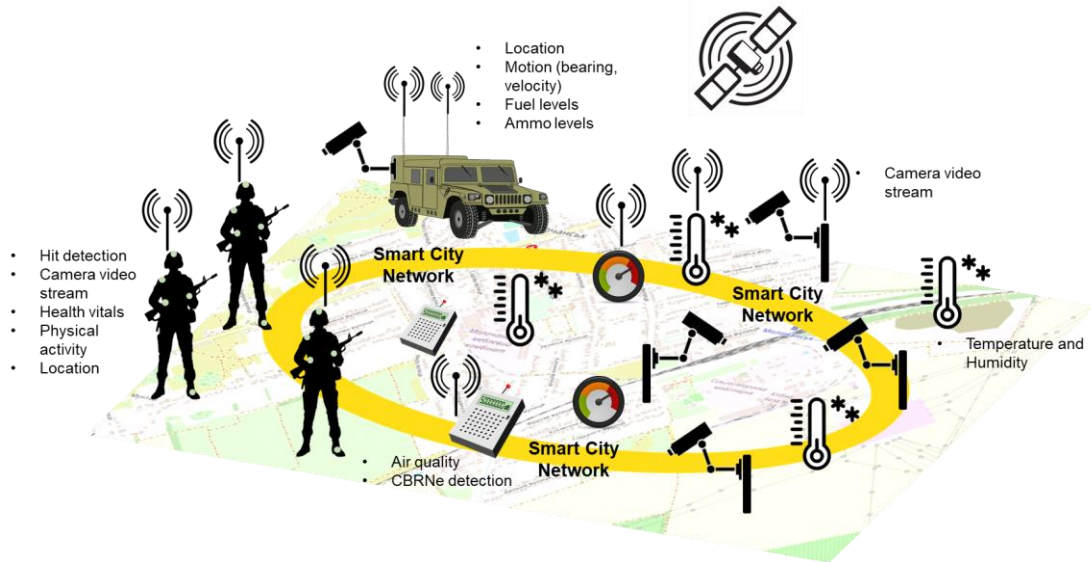 • Location
• Motion (bearing,
velocity)
• Fuel levels
• Ammo levels
• Camera video
stream
• Hit detection
• Camera video
stream
• Health vitals
• Physical
activity
• Location
Smart City
Network
Smart City
Network
• Temperature and
Humidity
Smart City
Network
• Air quality
• CBRNe detection